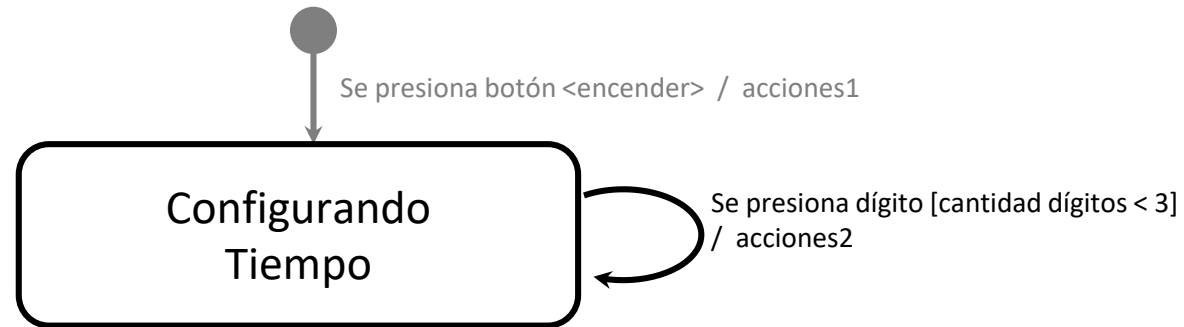 Se presiona botón <encender> / acciones1
Configurando
Tiempo
Se presiona dígito [cantidad dígitos < 3]
/ acciones2